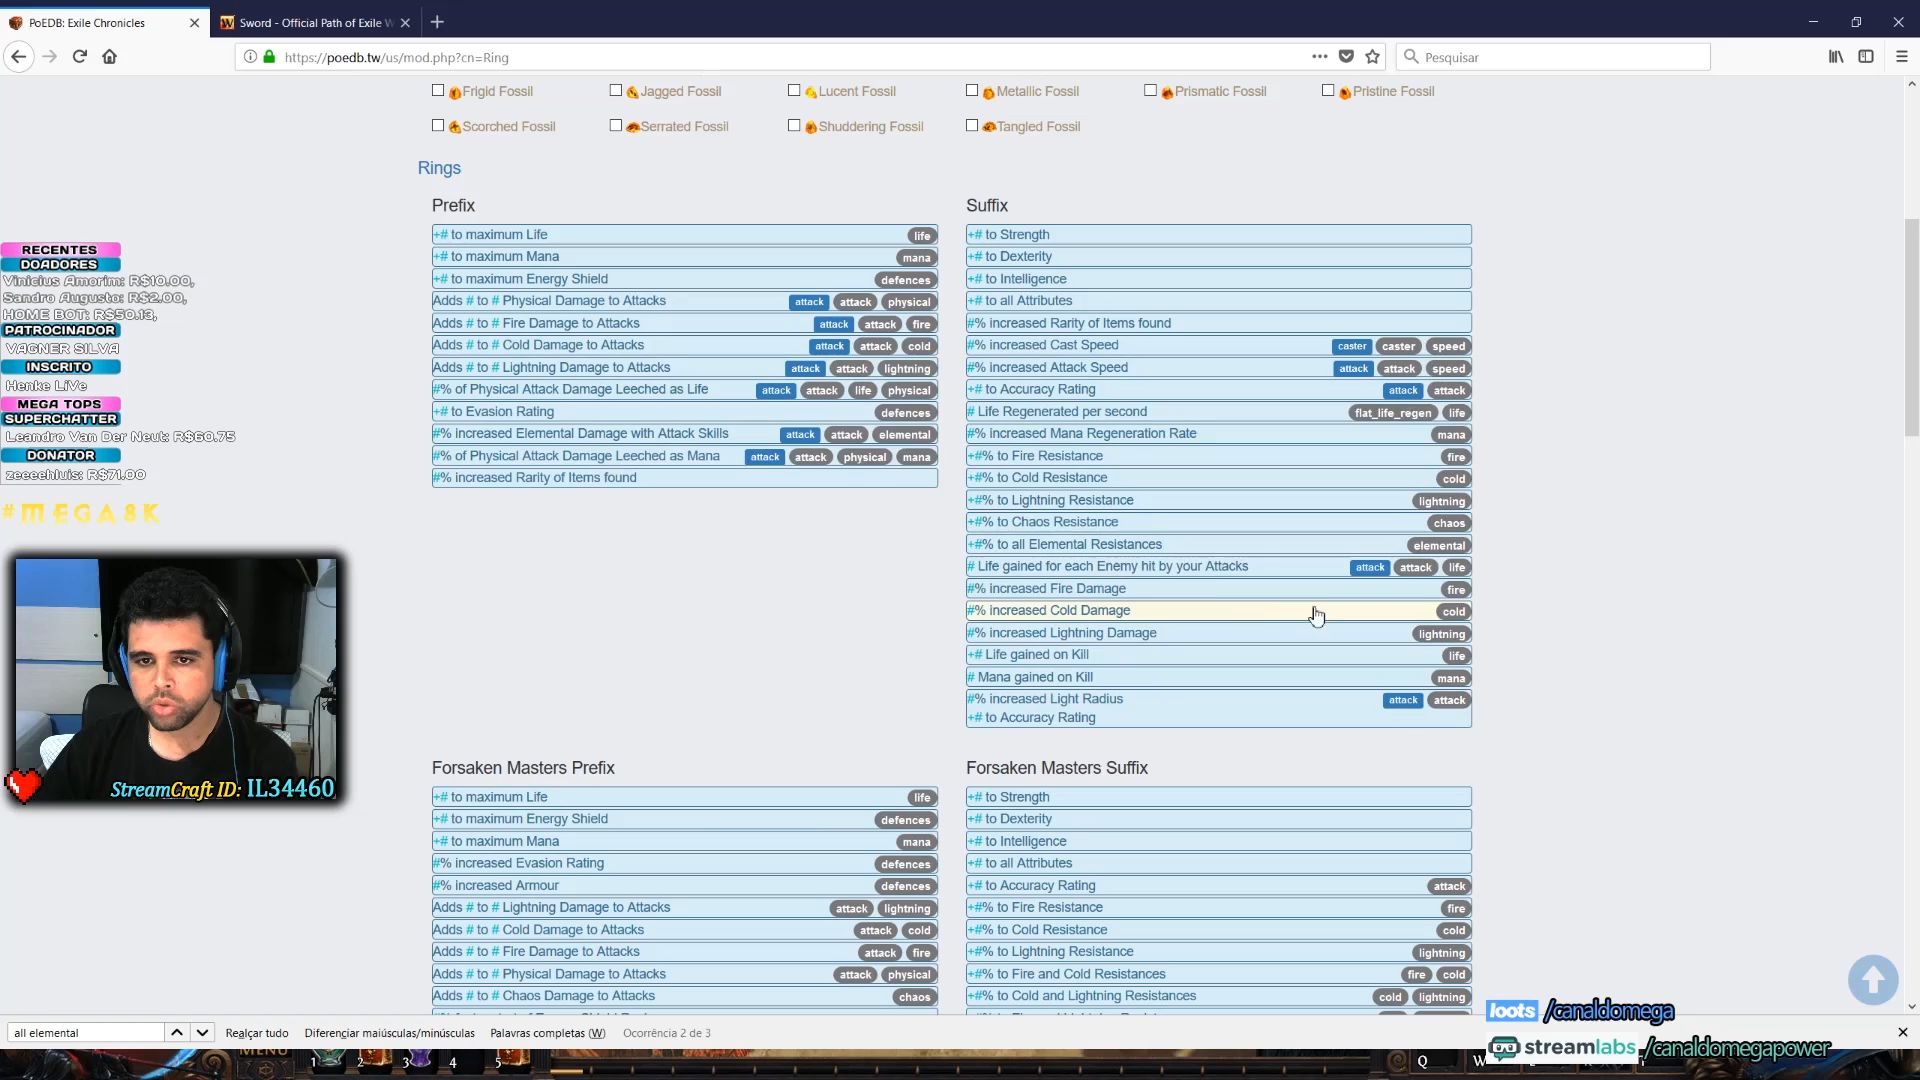 PoEDB: Exile Chronicles
Sword - Official Path of Exile W
https://poedb.tw/us/mod.php?cn=Ring
Pesquisar
Frigid Fossil
Jagged Fossil
Lucent Fossil
Metallic Fossil
Prismatic Fossil
Pristine Fossil
Scorched Fossil
Serrated Fossil
Shuddering Fossil
Tangled Fossil
Rings
Prefix
+# to maximum Life life
+# to maximum Mana mana
+# to maximum Energy Shield defences
Adds # to # Physical Damage to Attacks attack attack physical
Adds # to # Fire Damage to Attacks attack attack fire
Adds # to # Cold Damage to Attacks attack attack cold
Adds # to # Lightning Damage to Attacks attack attack lightning
#% of Physical Attack Damage Leeched as Life attack attack life physical
+# to Evasion Rating defences
#% increased Elemental Damage with Attack Skills attack attack elemental
#% of Physical Attack Damage Leeched as Mana attack attack physical mana
#% increased Rarity of Items found
Suffix
+# to Strength
+# to Dexterity
+# to Intelligence
+# to all Attributes
#% increased Rarity of Items found
#% increased Cast Speed caster caster speed
#% increased Attack Speed attack attack speed
+# to Accuracy Rating attack attack
# Life Regenerated per second flat_life_regen life
#% increased Mana Regeneration Rate mana
+#% to Fire Resistance fire
+#% to Cold Resistance cold
+#% to Lightning Resistance lightning
+#% to Chaos Resistance chaos
+#% to all Elemental Resistances elemental
# Life gained for each Enemy hit by your Attacks attack attack life
#% increased Fire Damage fire
#% increased Cold Damage cold
#% increased Lightning Damage lightning
+# Life gained on Kill life
# Mana gained on Kill mana
#% increased Light Radius attack attack
+# to Accuracy Rating
Forsaken Masters Prefix
+# to maximum Life life
+# to maximum Energy Shield defences
+# to maximum Mana mana
#% increased Evasion Rating defences
#% increased Armour defences
Adds # to # Lightning Damage to Attacks attack lightning
Adds # to # Cold Damage to Attacks attack cold
Adds # to # Fire Damage to Attacks attack fire
Adds # to # Physical Damage to Attacks attack physical
Adds # to # Chaos Damage to Attacks chaos
Forsaken Masters Suffix
+# to Strength
+# to Dexterity
+# to Intelligence
+# to all Attributes
+# to Accuracy Rating attack
+#% to Fire Resistance fire
+#% to Cold Resistance cold
+#% to Lightning Resistance lightning
+#% to Fire and Cold Resistances fire cold
+#% to Cold and Lightning Resistances cold lightning
RECENTES
DOADORES
Vinicius Amorim: R$10.00,
Sandro Augusto: R$2.00,
HOME BOT: R$50.13,
PATROCINADOR
VAGNER SILVA
INSCRITO
Henke LiVe
MEGA TOPS
SUPERCHATTER
Leandro Van Der Neut: R$60.75
DONATOR
zeeeehluis: R$71.00
#MEGA8K
StreamCraft ID: IL34460
loots /canaldomega
streamlabs /canaldomegapower
all elemental
Realçar tudo
Diferençiar maiúsculas/minúsculas
Palavras completas (W)
Ocorrência 2 de 3
MENU 1 2 3 4 5
Q